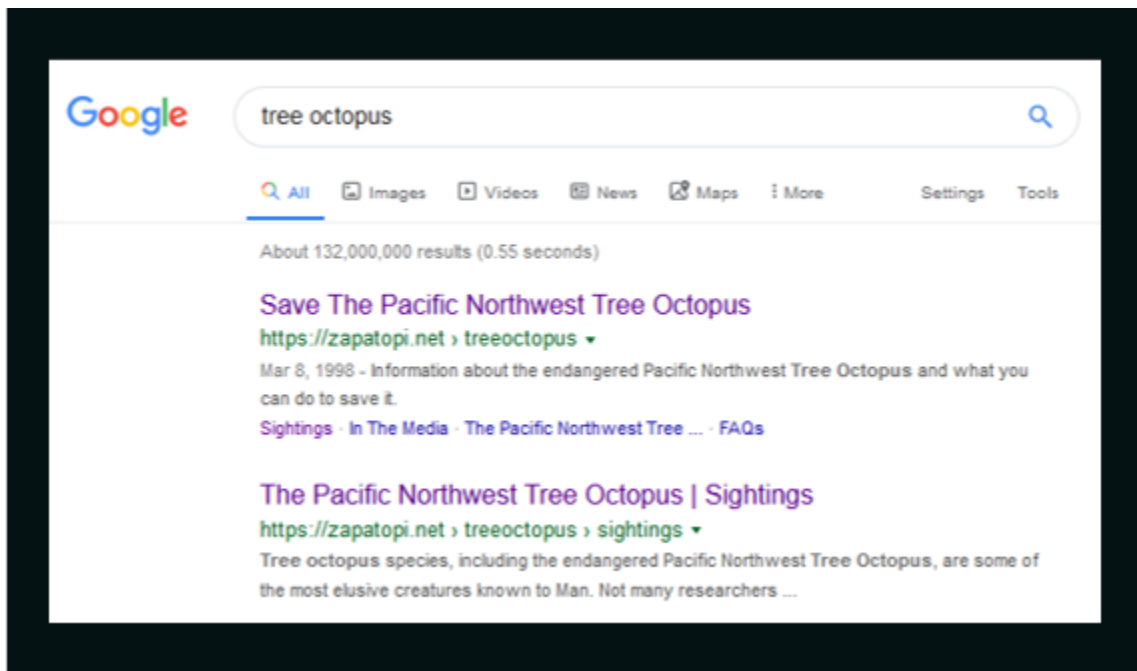 Google
tree octopus
All Images Videos News Maps More Settings Tools
About 132,000,000 results (0.55 seconds)
Save The Pacific Northwest Tree Octopus
https://zapatopi.net › treeoctopus
Mar 8, 1998 - Information about the endangered Pacific Northwest Tree Octopus and what you
can do to save it.
Sightings · In The Media · The Pacific Northwest Tree ... · FAQs
The Pacific Northwest Tree Octopus | Sightings
https://zapatopi.net › treeoctopus › sightings
Tree octopus species, including the endangered Pacific Northwest Tree Octopus, are some of
the most elusive creatures known to Man. Not many researchers ...